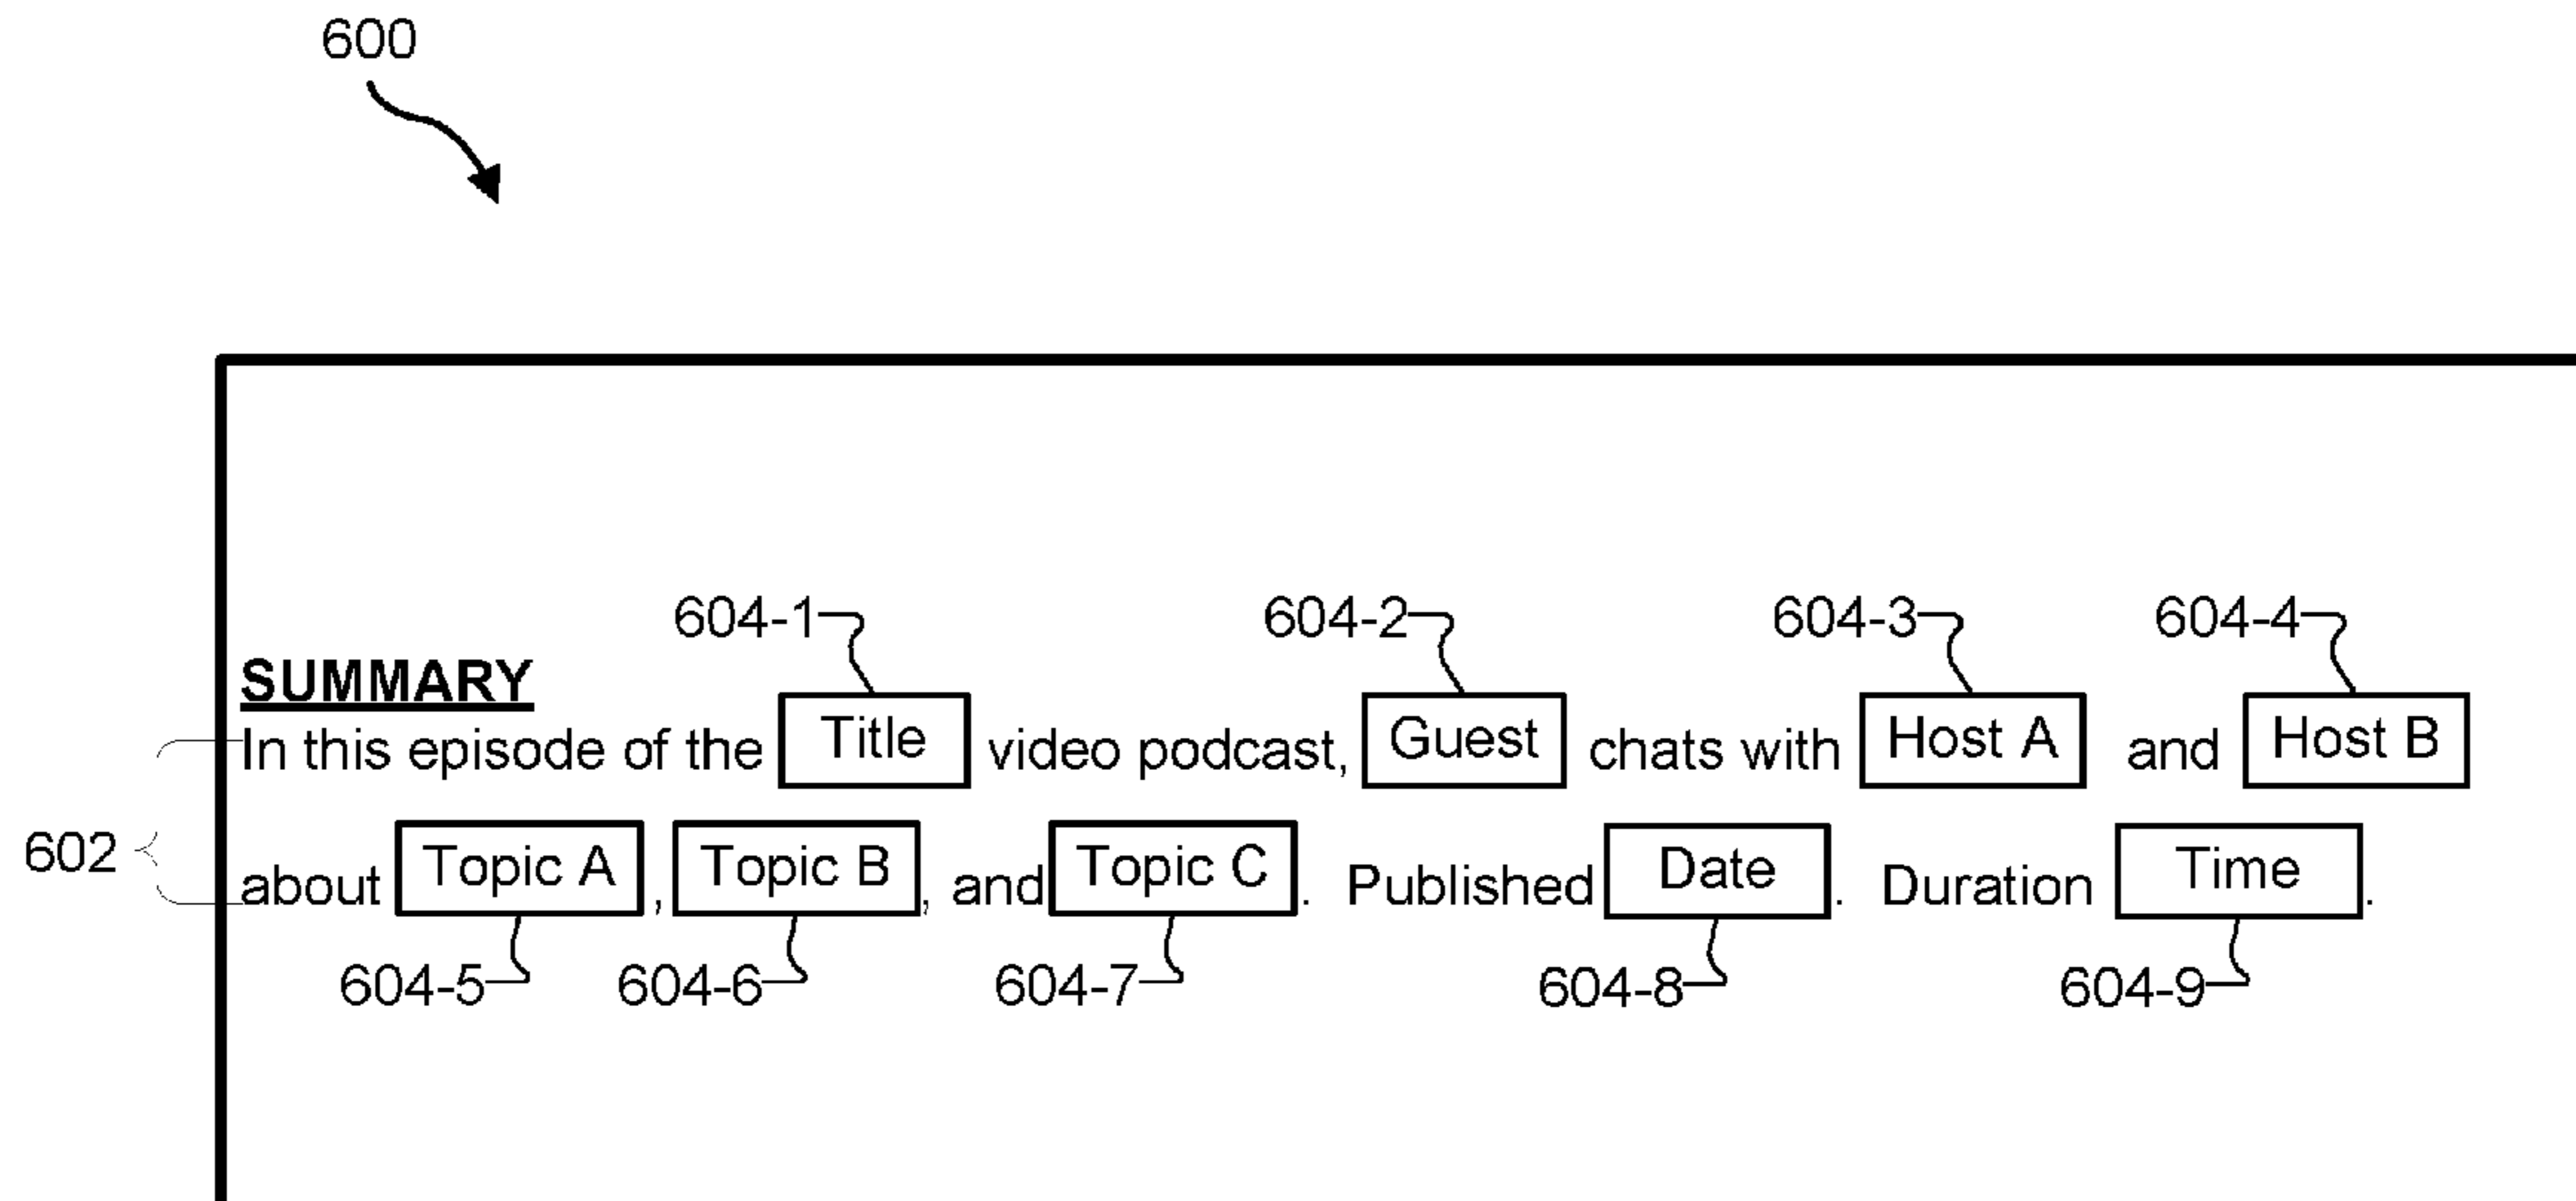 600
604-1 604-2 604-3 604-4
SUMMARY
In this episode of the Title video podcast, Guest chats with Host A and Host B
602
about Topic A, Topic B, and Topic C. Published Date. Duration Time.
604-5 604-6 604-7 604-8 604-9